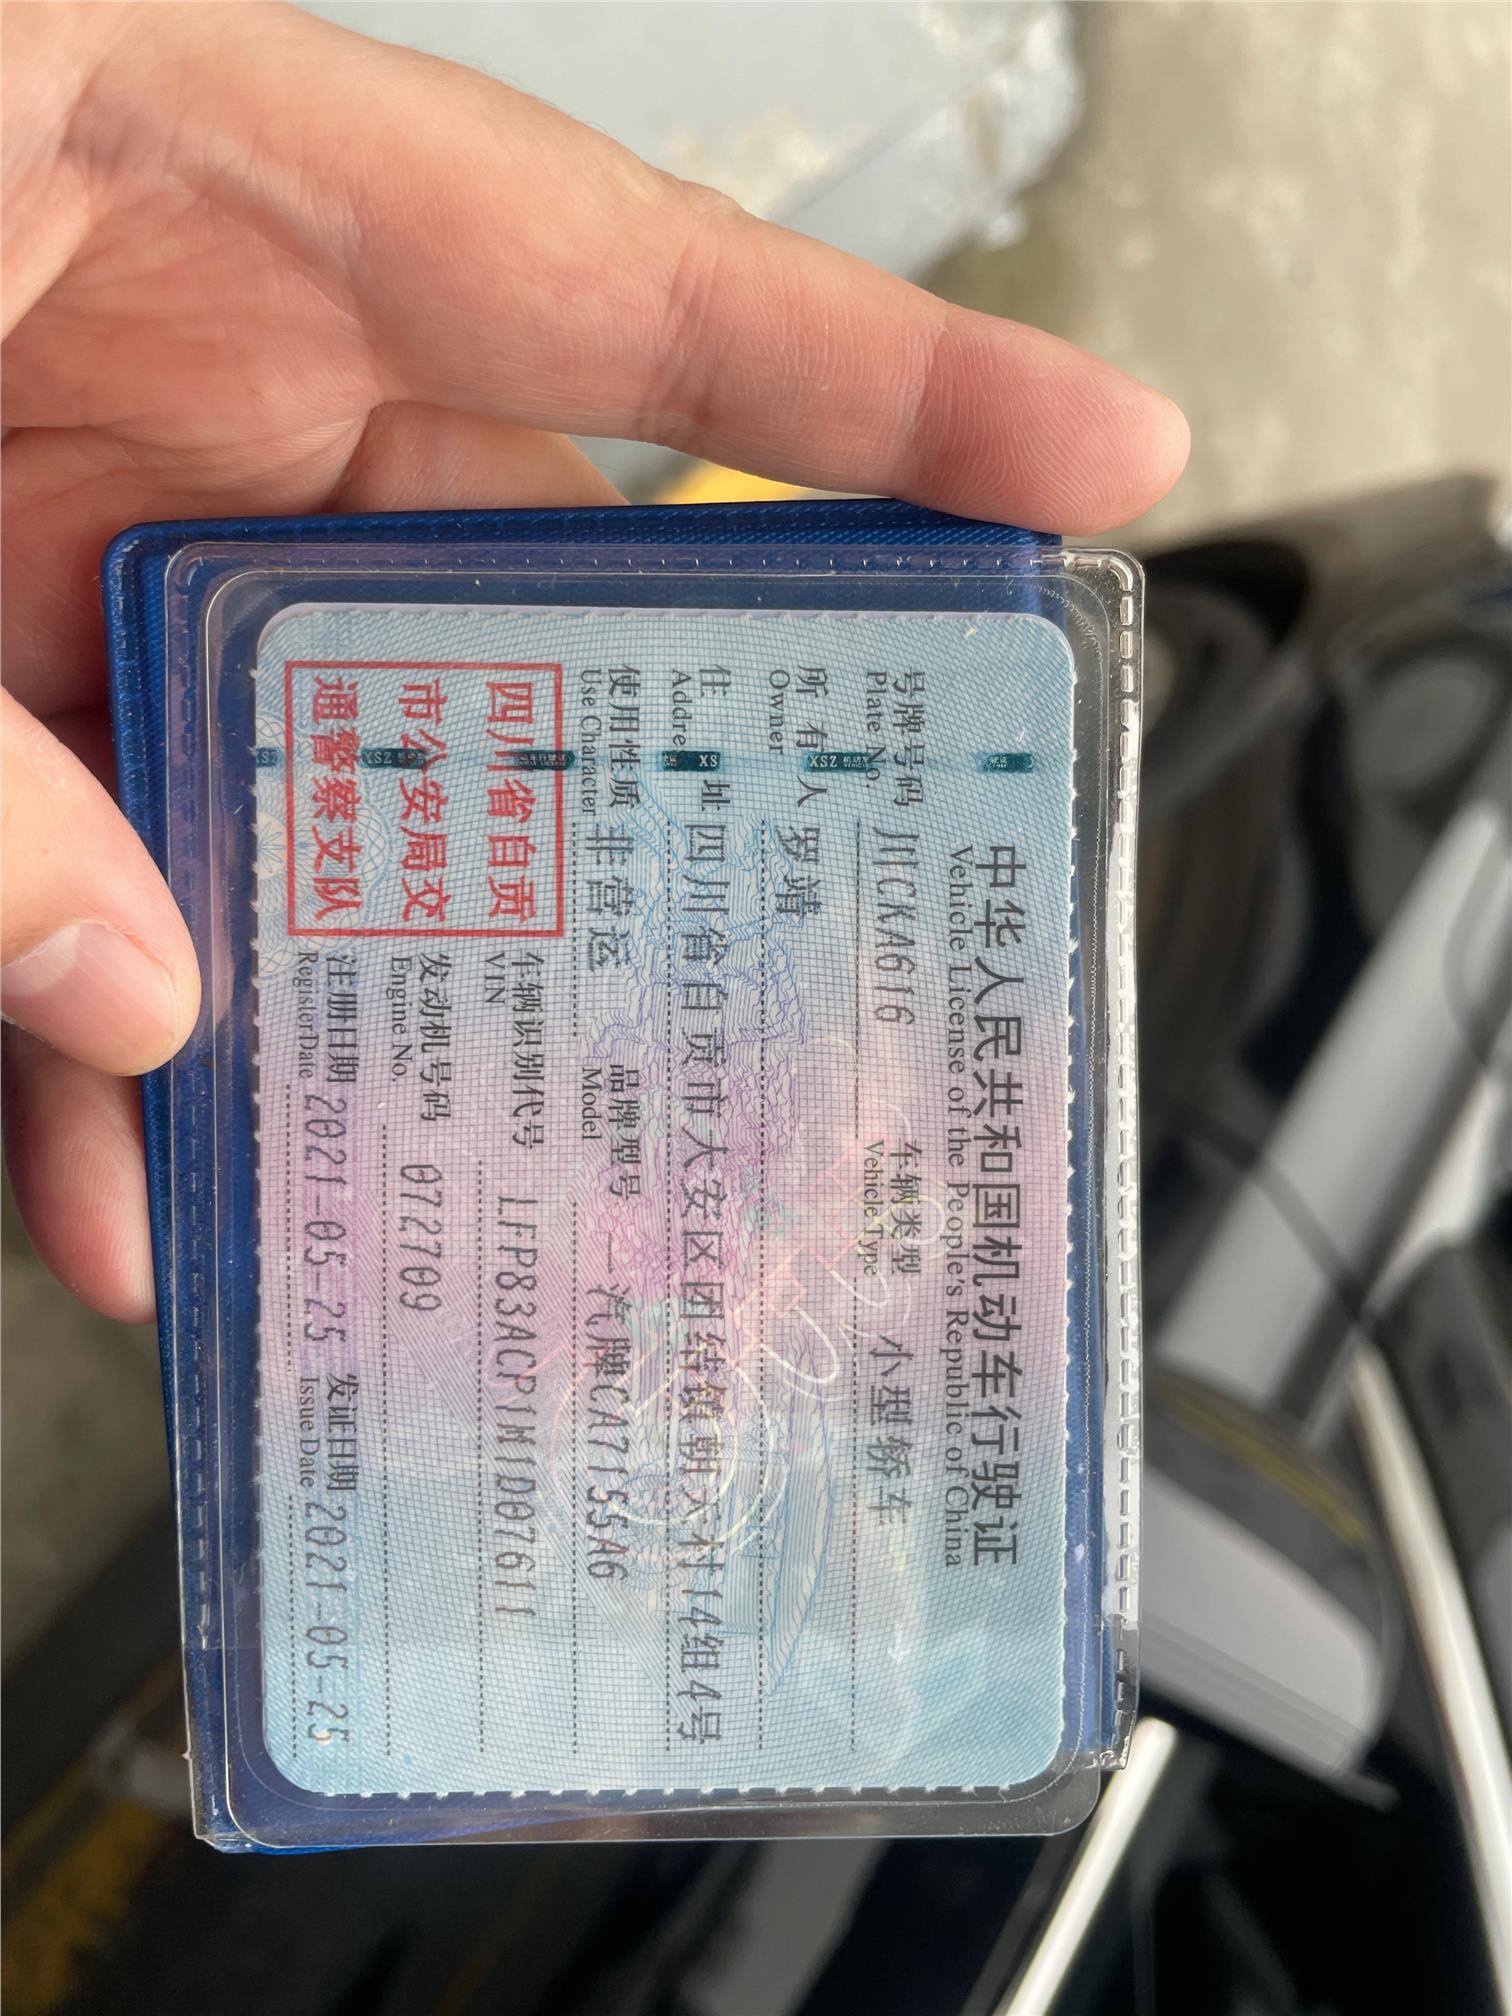 中华人民共和国机动车行驶证
Vehicle License of the People's Republic of China
号牌号码 川CKA616 车辆类型 小型轿车
Plate No. Vehicle Type
所有人 罗靖
Owner
住址 四川省自贡市大安区团结镇朝天村14组4号
Address
使用性质 非营运 品牌型号 一汽牌CA7155A6
Use Character Model
四川省自贡
市公安局交
通警察支队
车辆识别代号 LFP83ACP1M1D07611
VIN
发动机号码 0727709
Engine No.
注册日期 2021-05-25 发证日期 2021-05-25
Register Date Issue Date